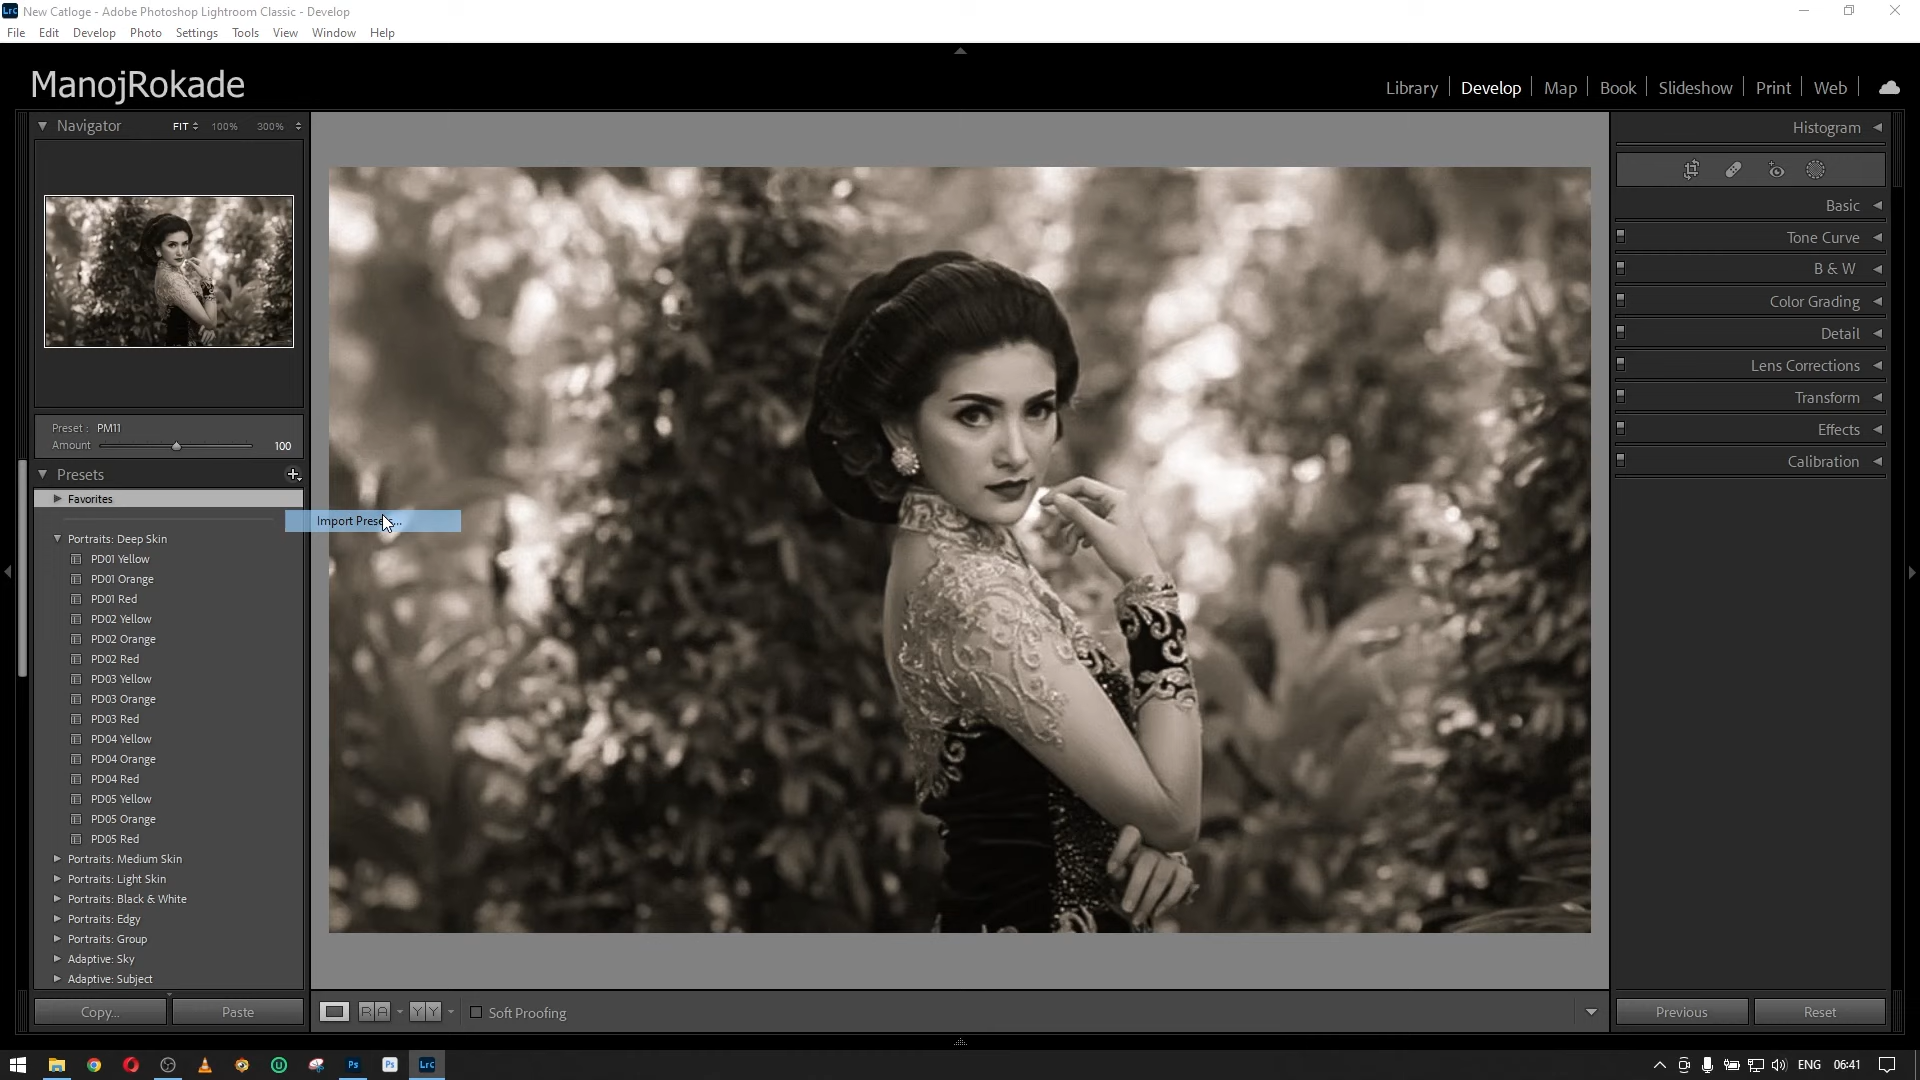 Lrc New Catloge - Adobe Photoshop Lightroom Classic - Develop
File Edit Develop Photo Settings Tools View Window Help
ManojRokade
Library Develop Map Book Slideshow Print Web
Navigator FIT 100% 300%
Histogram
Basic
Tone Curve
B & W
Color Grading
Detail
Lens Corrections
Transform
Effects
Calibration
Preset : PM11
Amount 100
Presets
Favorites
Import Prese...
Portraits: Deep Skin
PD01 Yellow
PD01 Orange
PD01 Red
PD02 Yellow
PD02 Orange
PD02 Red
PD03 Yellow
PD03 Orange
PD03 Red
PD04 Yellow
PD04 Orange
PD04 Red
PD05 Yellow
PD05 Orange
PD05 Red
Portraits: Medium Skin
Portraits: Light Skin
Portraits: Black & White
Portraits: Edgy
Portraits: Group
Adaptive: Sky
Adaptive: Subject
Copy... Paste
R A Y Y Soft Proofing
Previous Reset
Ps Ps Lrc
ENG 06:41